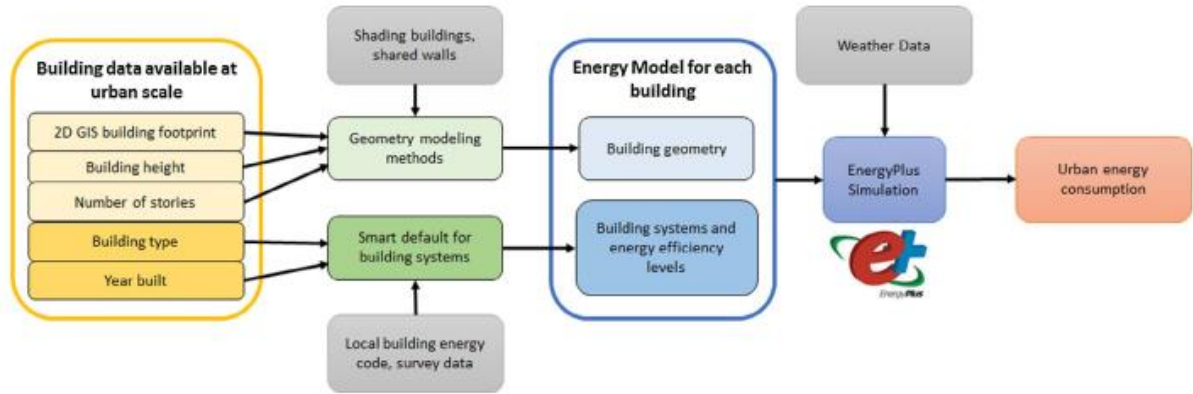 Building data available at
urban scale
2D GIS building footprint
Building height
Number of stories
Building type
Year built
Shading buildings,
shared walls
Geometry modeling
methods
Smart default for
building systems
Local building energy
code, survey data
Energy Model for each
building
Building geometry
Building systems and
energy efficiency
levels
Weather Data
EnergyPlus
Simulation
e+
EnergyPlus
Urban energy
consumption